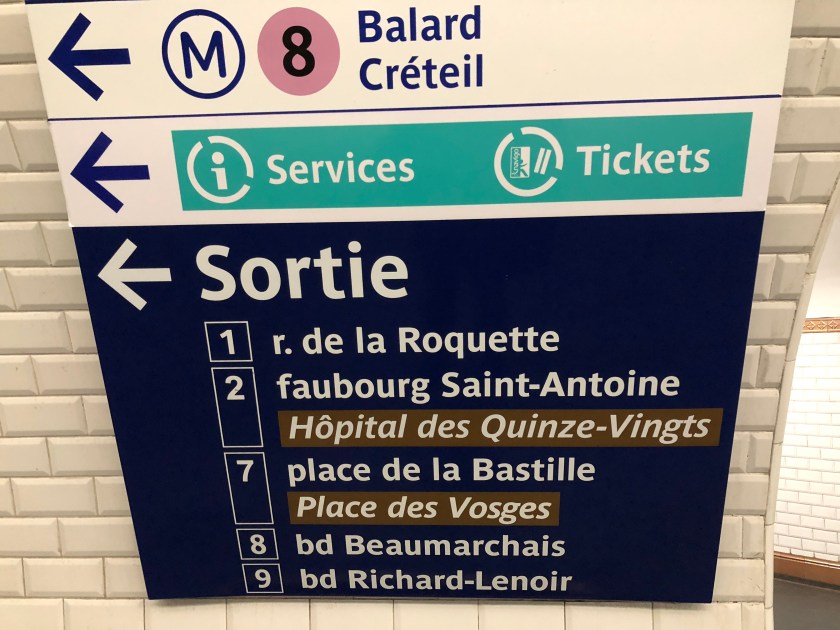 M 8 Balard
Créteil
i Services Tickets
Sortie
1 r. de la Roquette
2 faubourg Saint-Antoine
Hôpital des Quinze-Vingts
7 place de la Bastille
Place des Vosges
8 bd Beaumarchais
9 bd Richard-Lenoir